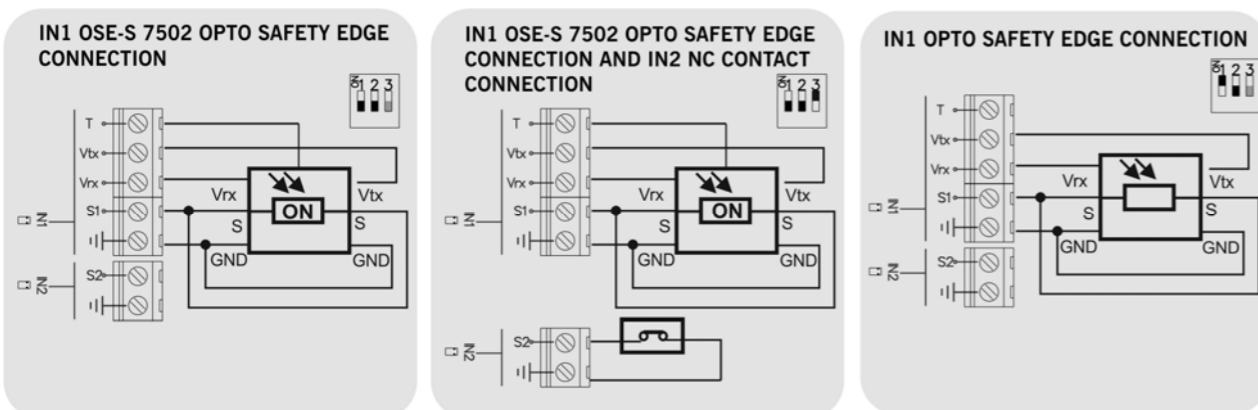 IN1 OSE-S 7502 OPTO SAFETY EDGE
CONNECTION
ON
1 2 3
T
Vtx
Vrx
S1
IN1
S2
IN2
Vrx
Vtx
ON
S
S
GND
GND
IN1 OSE-S 7502 OPTO SAFETY EDGE
CONNECTION AND IN2 NC CONTACT
CONNECTION
ON
1 2 3
T
Vtx
Vrx
S1
IN1
Vrx
Vtx
ON
S
S
GND
GND
S2
IN2
IN1 OPTO SAFETY EDGE CONNECTION
ON
1 2 3
T
Vtx
Vrx
S1
IN1
S2
IN2
Vrx
Vtx
S
S
GND
GND